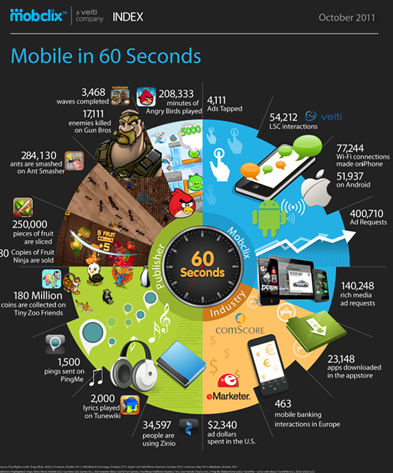 mobclix™ a velti company INDEX
October 2011
Mobile in 60 Seconds
3,468
waves completed
208,333
minutes of
Angry Birds played
4,111
Ads Tapped
17,111
enemies killed
on Gun Bros
54,212
LSC interactions
velti
284,130
ants are smashed
on Ant Smasher
77,244
Wi-Fi connections
made on iPhone
51,937
on Android
5000
400,710
Ad Requests
250,000
pieces of fruit
are sliced
5 FRUIT
COMBO
+5
80 Copies of Fruit
Ninja are sold
60
Seconds
Publisher
Mobclix
Industry
180 Million
coins are collected on
Tiny Zoo Friends
140,248
rich media
ad requests
comSCORE
23,148
apps downloaded
in the appstore
1,500
pings sent on
PingMe
2,000
lyrics played
on Tunewiki
eMarketer.
463
mobile banking
interactions in Europe
34,597
people are
using Zinio
$2,340
ad dollars
spent in the U.S.